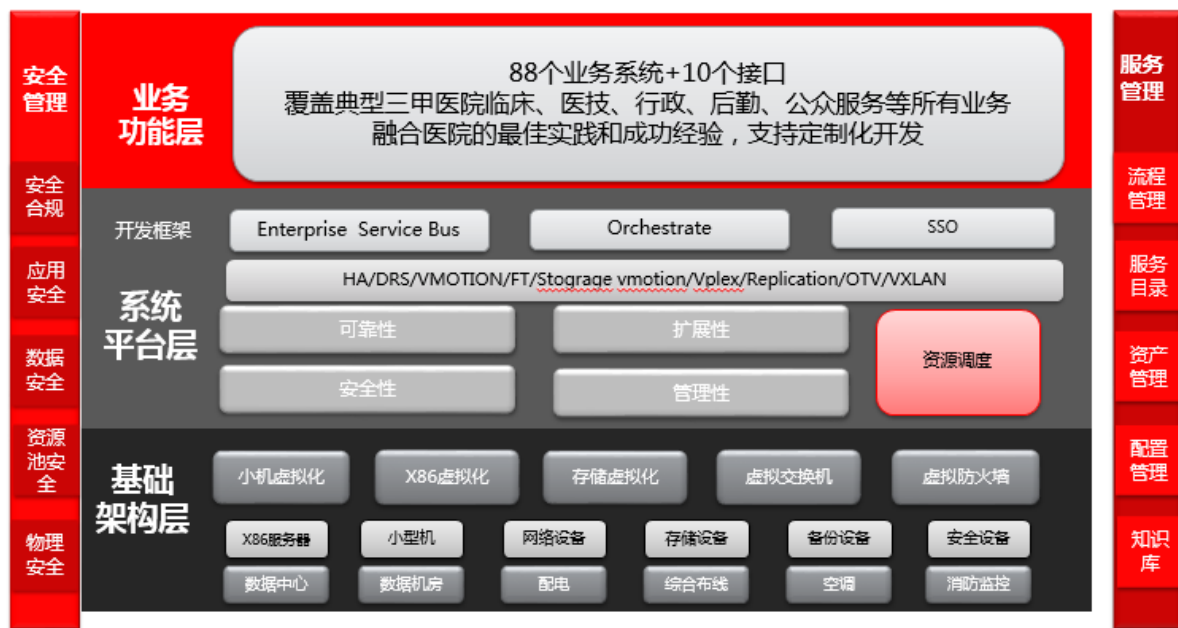 安全
管理
安全
合规
应用
安全
数据
安全
资源
池安
全
物理
安全
业务
功能层
88个业务系统+10个接口
覆盖典型三甲医院临床、医技、行政、后勤、公众服务等所有业务
融合医院的最佳实践和成功经验，支持定制化开发
开发框架
Enterprise Service Bus
Orchestrate
SSO
系统
平台层
HA/DRS/VMOTION/FT/Stograge vmotion/Vplex/Replication/OTV/VXLAN
可靠性
扩展性
安全性
管理性
资源调度
基础
架构层
小机虚拟化
X86虚拟化
存储虚拟化
虚拟交换机
虚拟防火墙
X86服务器
小型机
网络设备
存储设备
备份设备
安全设备
数据中心
数据机房
配电
综合布线
空调
消防监控
服务
管理
流程
管理
服务
目录
资产
管理
配置
管理
知识
库